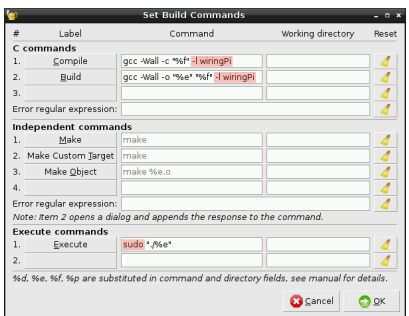 Set Build Commands
# Label Command Working directory Reset
C commands
1. Compile gcc -Wall -c "%f" -l wiringPi
2. Build gcc -Wall -o "%e" "%f" -l wiringPi
3.
Error regular expression:
Independent commands
1. Make make
2. Make Custom Target make
3. Make Object make %e.o
4.
Error regular expression:
Note: Item 2 opens a dialog and appends the response to the command.
Execute commands
1. Execute sudo "./%e"
2.
%d, %e, %f, %p are substituted in command and directory fields, see manual for details.
Cancel OK